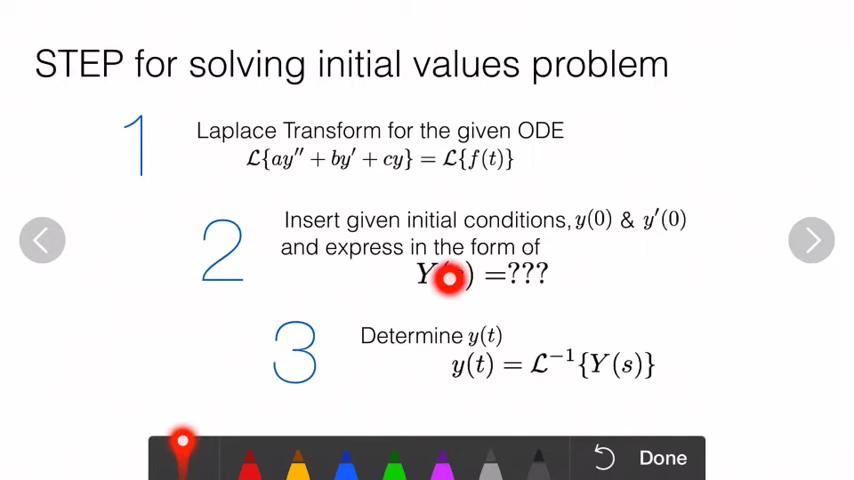 STEP for solving initial values problem
1
Laplace Transform for the given ODE
ℒ{ay″ + by′ + cy} = ℒ{f(t)}
2
Insert given initial conditions, y(0) & y′(0)
and express in the form of
Y( ) =???
3
Determine y(t)
y(t) = ℒ⁻¹{Y(s)}
Done